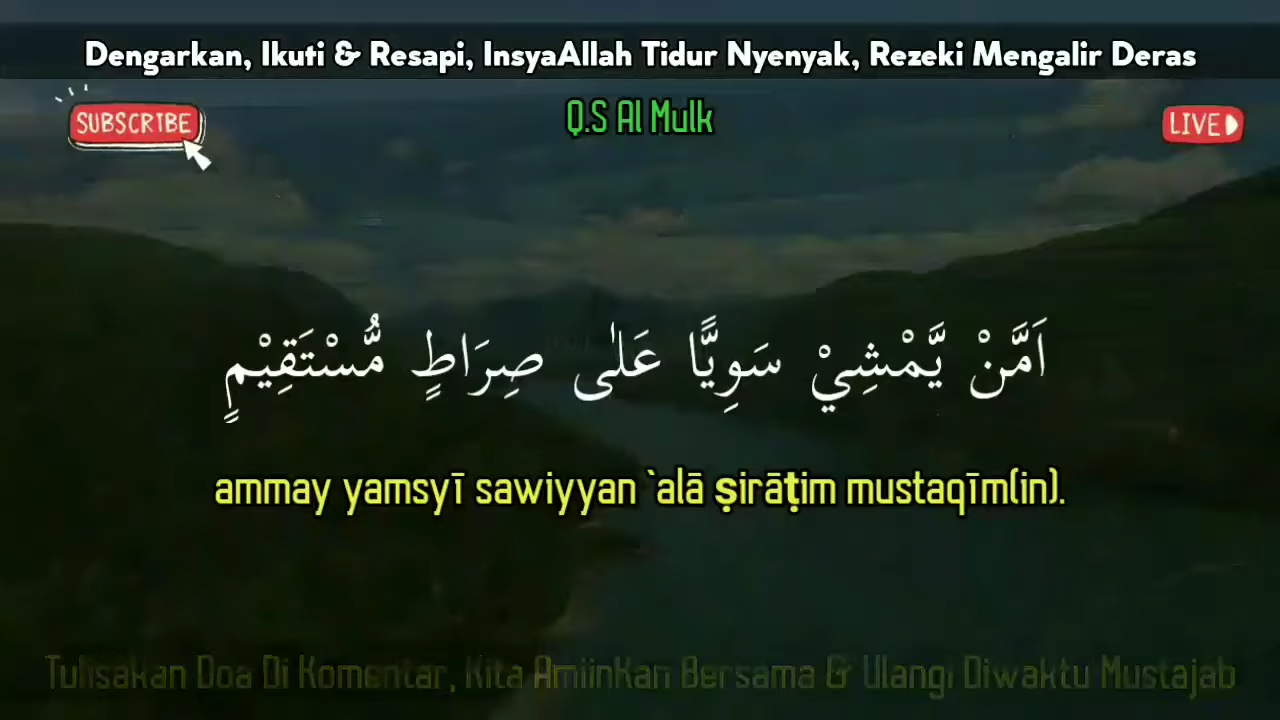 Dengarkan, Ikuti & Resapi, InsyaAllah Tidur Nyenyak, Rezeki Mengalir Deras
SUBSCRIBE
Q.S Al Mulk
LIVE
اَمَّنْ يَّمْشِيْ سَوِيًّا عَلٰى صِرَاطٍ مُّسْتَقِيْمٍ
ammay yamsyī sawiyyan `alā ṣirāṭim mustaqīm(in).
Tulisakan Doa Di Komentar, Kita Amiinkan Bersama & Ulangi Diwaktu Mustajab